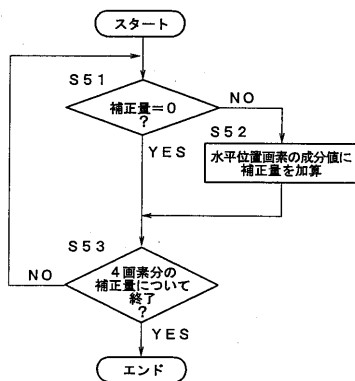 スタート
S51
補正量=0
?
NO
YES
S52
水平位置画素の成分値に
補正量を加算
S53
4画素分の
補正量について
終了
?
NO
YES
エンド